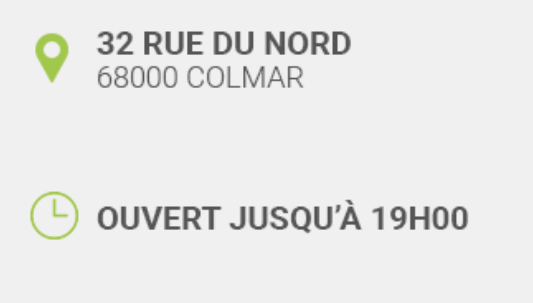 32 RUE DU NORD
68000 COLMAR
OUVERT JUSQU’À 19H00